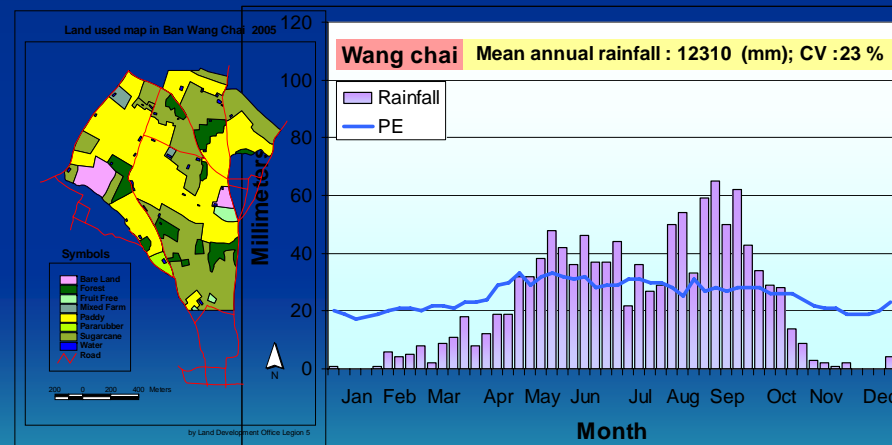 Land used map in Ban Wang Chai 2005
Symbols
Bare Land
Forest
Fruit Free
Mixed Farm
Paddy
Pararubber
Sugarcane
Water
Road
200 0 200 400 Meters
N
by Land Development Office Legion 5
Wang chai Mean annual rainfall : 12310 (mm); CV :23 %
Rainfall
PE
Millimeters
120
100
80
60
40
20
0
Jan Feb Mar Apr May Jun Jul Aug Sep Oct Nov Dec
Month